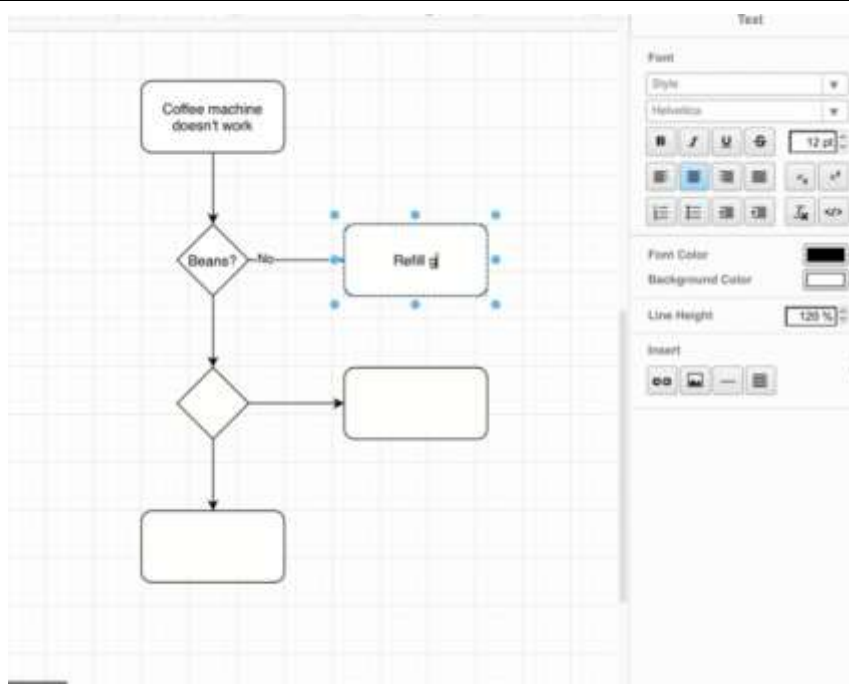 Text
Font
Style
Helvetica
B I U S 12 pt
Coffee machine
doesn't work
Beans?
No
Refill g
Font Color
Background Color
Line Height 120 %
Insert